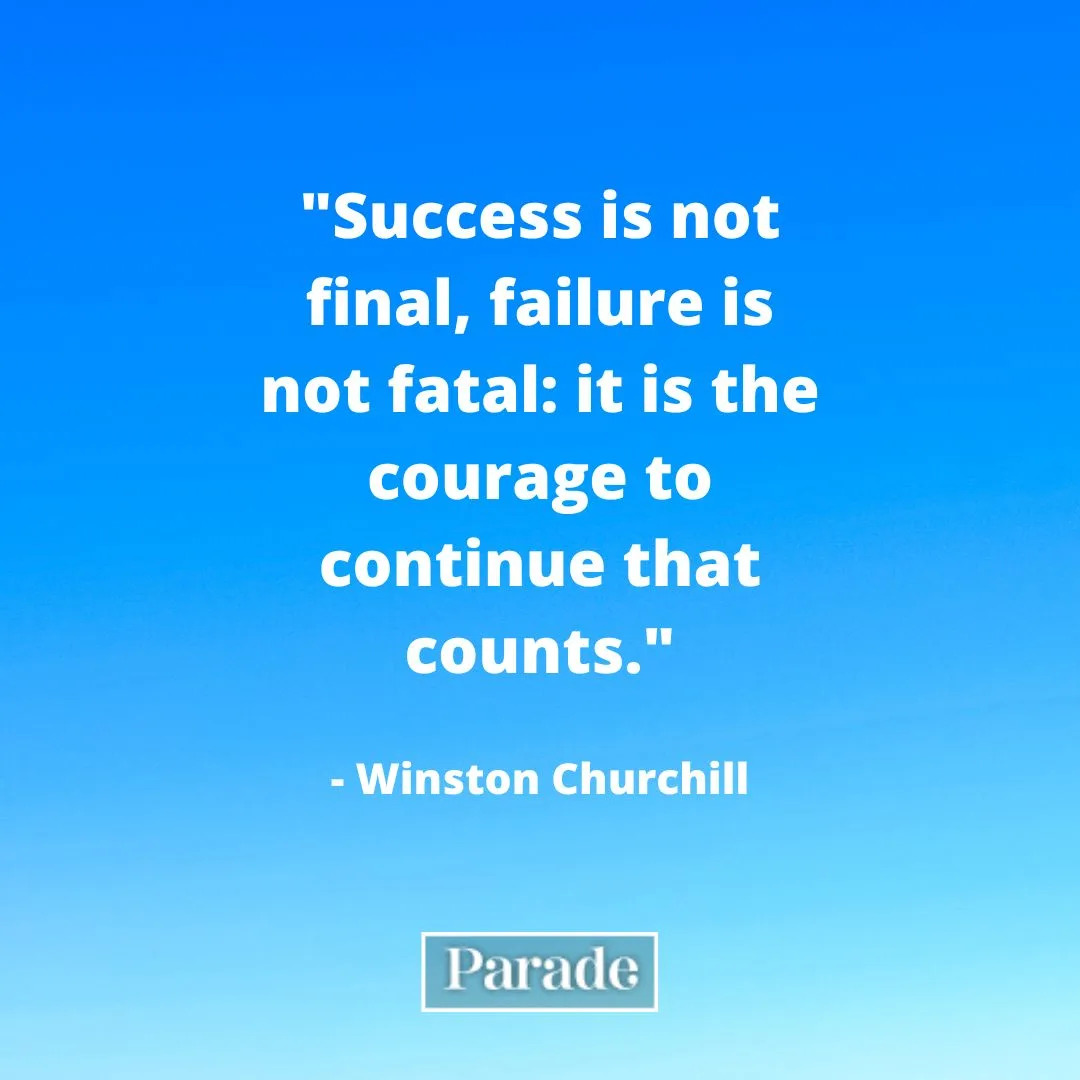 "Success is not
final, failure is
not fatal: it is the
courage to
continue that
counts."
- Winston Churchill
Parade